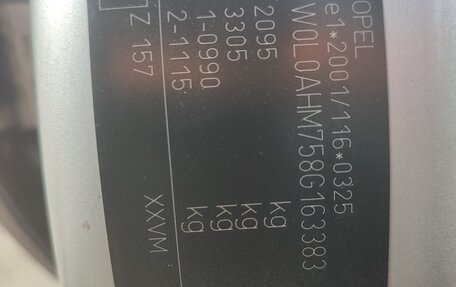 OPEL
e1*2001/116*0325
W0L0AHM758G163383
2095 kg
3305 kg
1-0990 kg
2-1115 kg
Z 157 XXVM